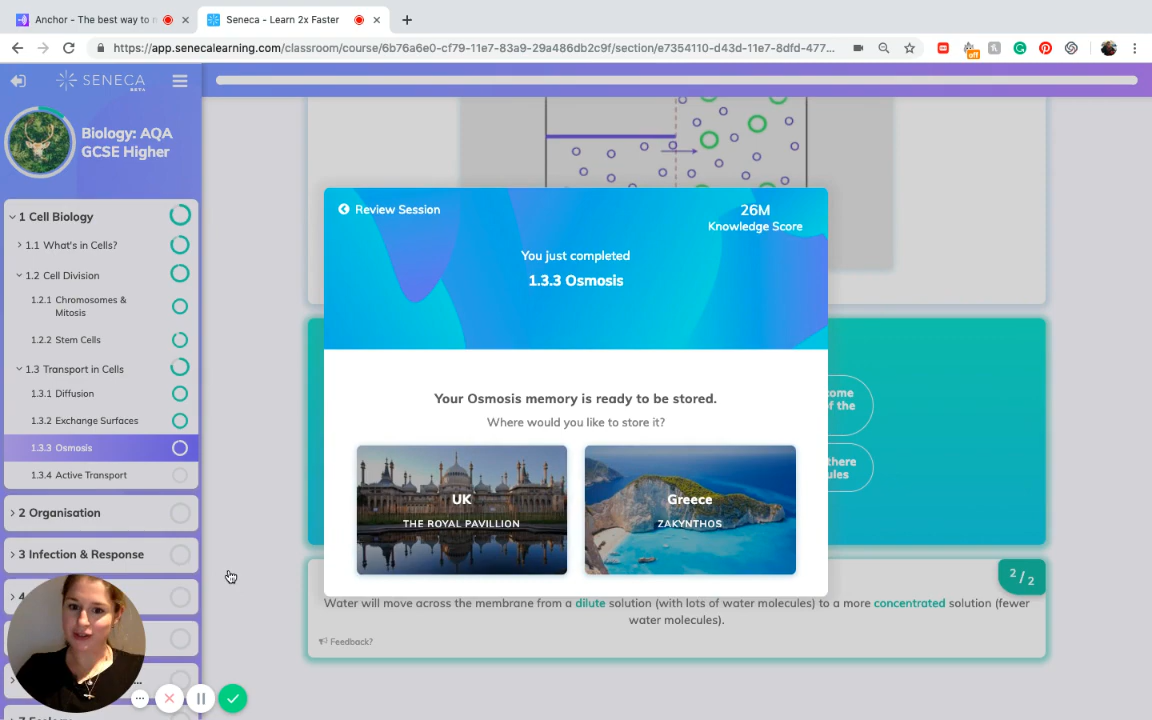 Anchor - The best way to
Seneca - Learn 2x Faster
https://app.senecalearning.com/classroom/course/6b76a6e0-cf79-11e7-83a9-29a486db2c9f/section/e7354110-d43d-11e7-8dfd-477...
off
SENECA
BETA
Biology: AQA
GCSE Higher
1 Cell Biology
1.1 What's in Cells?
1.2 Cell Division
1.2.1 Chromosomes &
Mitosis
1.2.2 Stem Cells
1.3 Transport in Cells
1.3.1 Diffusion
1.3.2 Exchange Surfaces
1.3.3 Osmosis
1.3.4 Active Transport
2 Organisation
3 Infection & Response
4
Review Session
26M
Knowledge Score
You just completed
1.3.3 Osmosis
Your Osmosis memory is ready to be stored.
Where would you like to store it?
UK
THE ROYAL PAVILLION
Greece
ZAKYNTHOS
of the
there
2/2
Water will move across the membrane from a dilute solution (with lots of water molecules) to a more concentrated solution (fewer
water molecules).
Feedback?